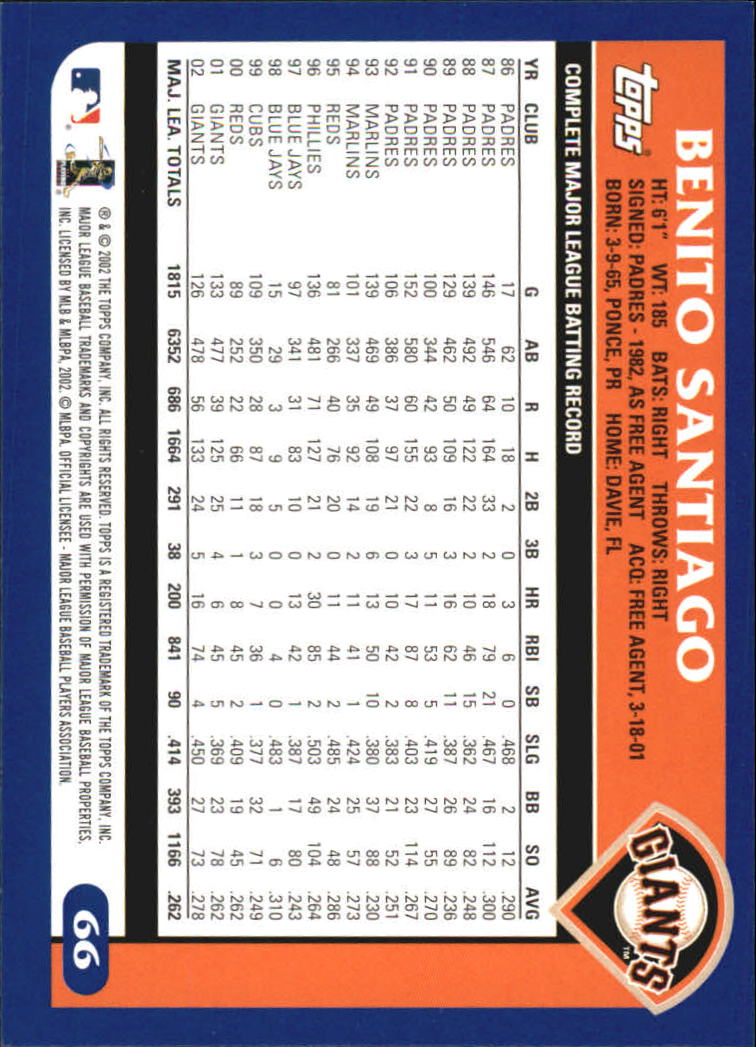 BENITO SANTIAGO
topps®
HT: 6'1" WT: 185 BATS: RIGHT THROWS: RIGHT
SIGNED: PADRES - 1982, AS FREE AGENT ACQ: FREE AGENT, 3-18-01
BORN: 3-9-65, PONCE, PR HOME: DAVIE, FL
GIANTS
TM
COMPLETE MAJOR LEAGUE BATTING RECORD
YR CLUB G AB R H 2B 3B HR RBI SB SLG BB SO AVG
86 PADRES 17 62 10 18 2 0 3 6 0 .468 2 12 .290
87 PADRES 146 546 64 164 33 2 18 79 21 .467 16 112 .300
88 PADRES 139 492 49 122 22 2 10 46 15 .362 24 82 .248
89 PADRES 129 462 50 109 16 3 16 62 11 .387 26 89 .236
90 PADRES 100 344 42 93 8 5 11 53 5 .419 27 55 .270
91 PADRES 152 580 60 155 22 3 17 87 8 .403 23 114 .267
92 PADRES 106 386 37 97 21 0 10 42 2 .383 21 52 .251
93 MARLINS 139 469 49 108 19 6 13 50 10 .380 37 88 .230
94 MARLINS 101 337 35 92 14 2 11 41 1 .424 25 57 .273
95 REDS 81 266 40 76 20 0 11 44 2 .485 24 48 .286
96 PHILLIES 136 481 71 127 21 2 30 85 2 .503 49 104 .264
97 BLUE JAYS 97 341 31 83 10 0 13 42 1 .387 17 80 .243
98 BLUE JAYS 15 29 3 9 5 0 0 4 0 .483 1 6 .310
99 CUBS 109 350 28 87 18 3 7 36 1 .377 32 71 .249
00 REDS 89 252 22 66 11 1 8 45 2 .409 19 45 .262
01 GIANTS 133 477 39 125 25 4 6 45 5 .369 23 78 .262
02 GIANTS 126 478 56 133 24 5 16 74 4 .450 27 73 .278
MAJ. LEA. TOTALS 1815 6352 686 1664 291 38 200 841 90 .414 393 1166 .262
® & © 2002 THE TOPPS COMPANY, INC. ALL RIGHTS RESERVED. TOPPS IS A REGISTERED TRADEMARK OF THE TOPPS COMPANY, INC.
MAJOR LEAGUE BASEBALL TRADEMARKS AND COPYRIGHTS ARE USED WITH PERMISSION OF MAJOR LEAGUE BASEBALL PROPERTIES,
INC. LICENSED BY MLB & MLBPA, 2002. © MLBPA. OFFICIAL LICENSEE - MAJOR LEAGUE BASEBALL PLAYERS ASSOCIATION.
66